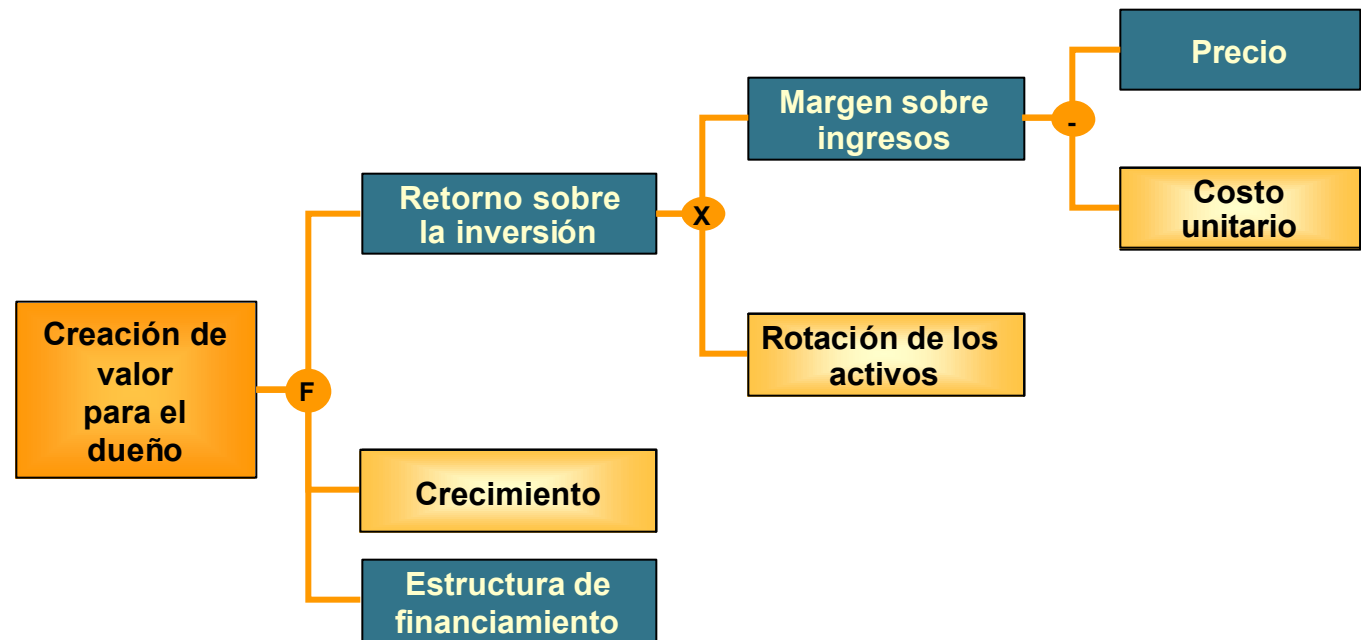 Precio
Margen sobre
ingresos
-
Costo
unitario
Retorno sobre
la inversión
X
Rotación de los
activos
Creación de
valor
para el
dueño
F
Crecimiento
Estructura de
financiamiento